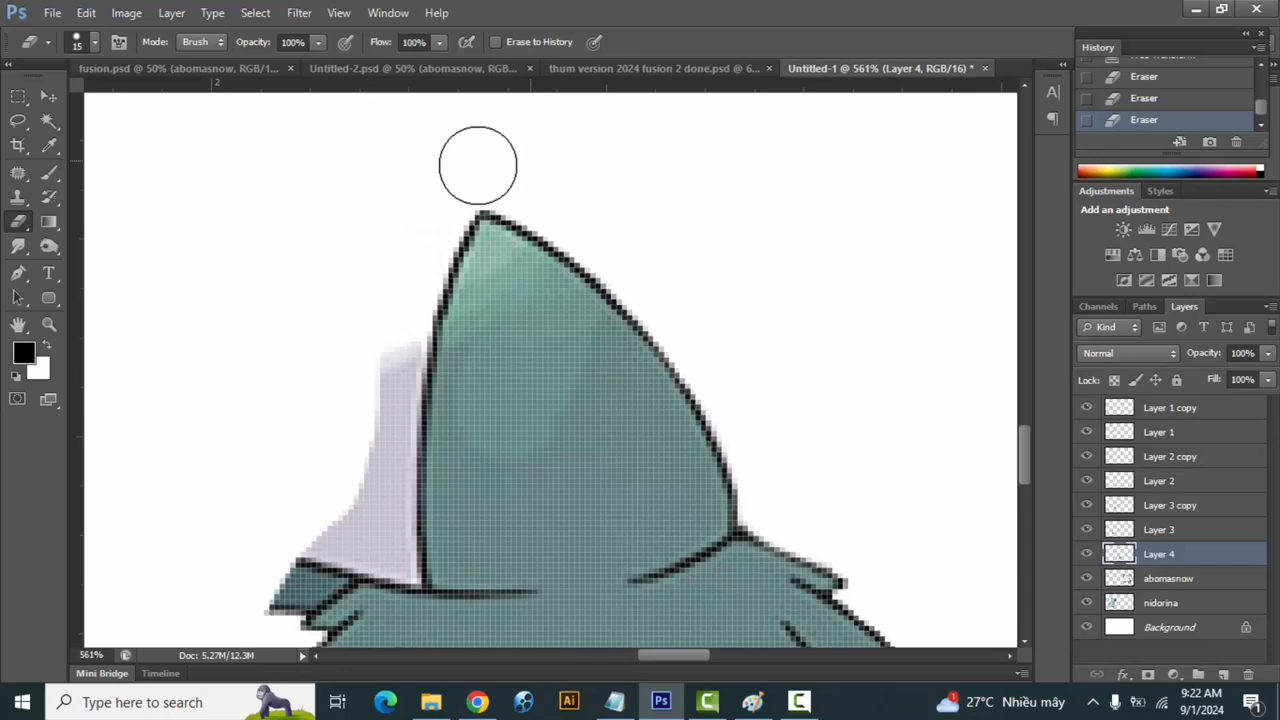 Ps File Edit Image Layer Type Select Filter View Window Help
15 Mode: Brush Opacity: 100% Flow: 100% Erase to History
fusion.psd @ 50% (abomasnow, RGB/1... × Untitled-2.psd @ 50% (abomasnow, RGB/8... × thum version 2024 fusion 2 done.psd @ 6... × Untitled-1 @ 561% (Layer 4, RGB/16) * ×
2
History
Eraser
Eraser
Eraser
Adjustments Styles
Add an adjustment
Channels Paths Layers
Kind
Normal Opacity: 100%
Lock: Fill: 100%
Layer 1 copy
Layer 1
Layer 2 copy
Layer 2
Layer 3 copy
Layer 3
Layer 4
abomasnow
nidorina
Background
561% Doc: 5.27M/12.3M
Mini Bridge Timeline
Type here to search
1 27°C Nhiều mây
9:22 AM
9/1/2024
1